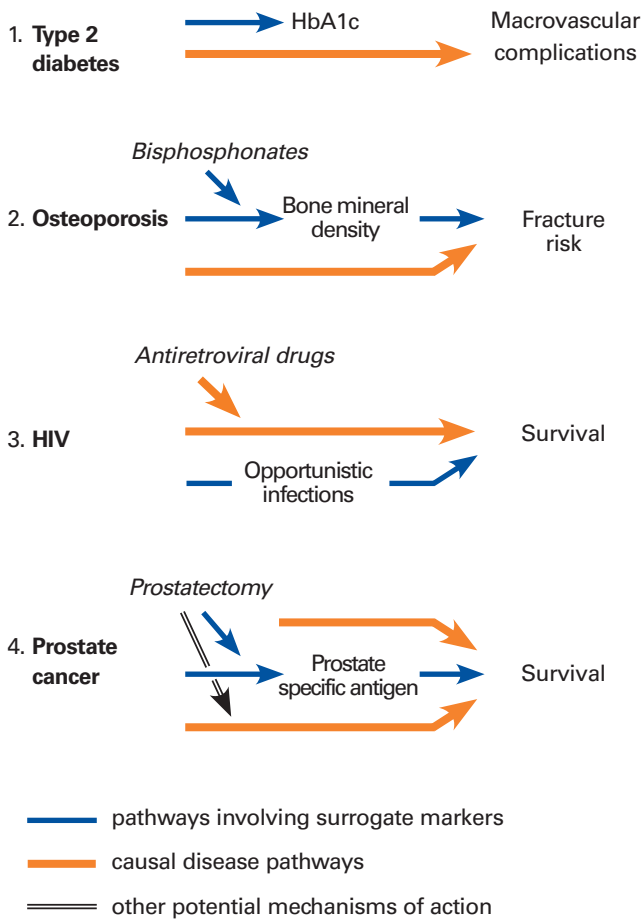 1. Type 2
diabetes
HbA1c
Macrovascular
complications
Bisphosphonates
2. Osteoporosis
Bone mineral
density
Fracture
risk
Antiretroviral drugs
3. HIV
Survival
Opportunistic
infections
Prostatectomy
4. Prostate
cancer
Prostate
specific antigen
Survival
pathways involving surrogate markers
causal disease pathways
other potential mechanisms of action